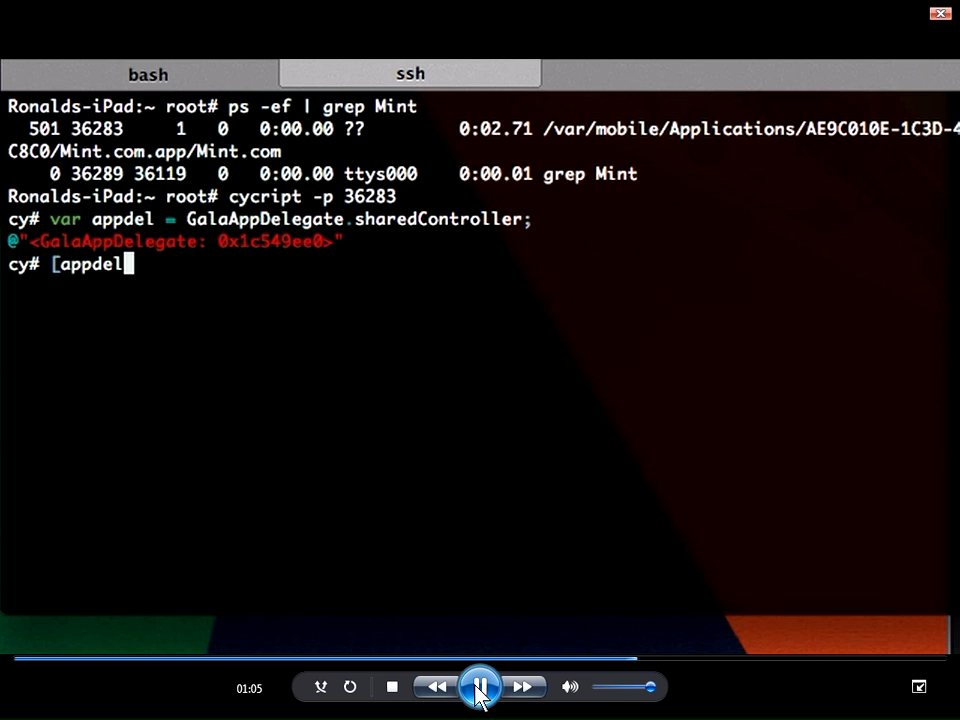 bash
ssh
Ronalds-iPad:~ root# ps -ef | grep Mint
501 36283 1 0 0:00.00 ?? 0:02.71 /var/mobile/Applications/AE9C010E-1C3D-4
C8C0/Mint.com.app/Mint.com
0 36289 36119 0 0:00.00 ttys000 0:00.01 grep Mint
Ronalds-iPad:~ root# cycript -p 36283
cy# var appdel = GalaAppDelegate.sharedController;
@"<GalaAppDelegate: 0x1c549ee0>"
cy# [appdel
01:05